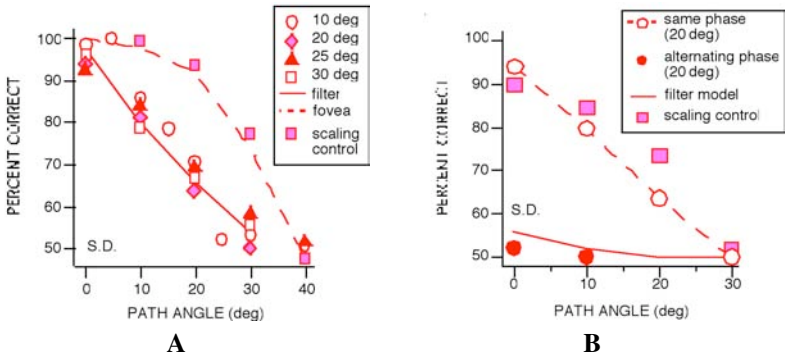 100
90
80
70
60
50
PERCENT CORRECT
S.D.
0 10 20 30 40
PATH ANGLE (deg)
10 deg
20 deg
25 deg
30 deg
filter
fovea
scaling
control
A
100
90
80
70
60
50
PERCENT CORRECT
S.D.
0 10 20 30
PATH ANGLE (deg)
same phase
(20 deg)
alternating phase
(20 deg)
filter model
scaling control
B